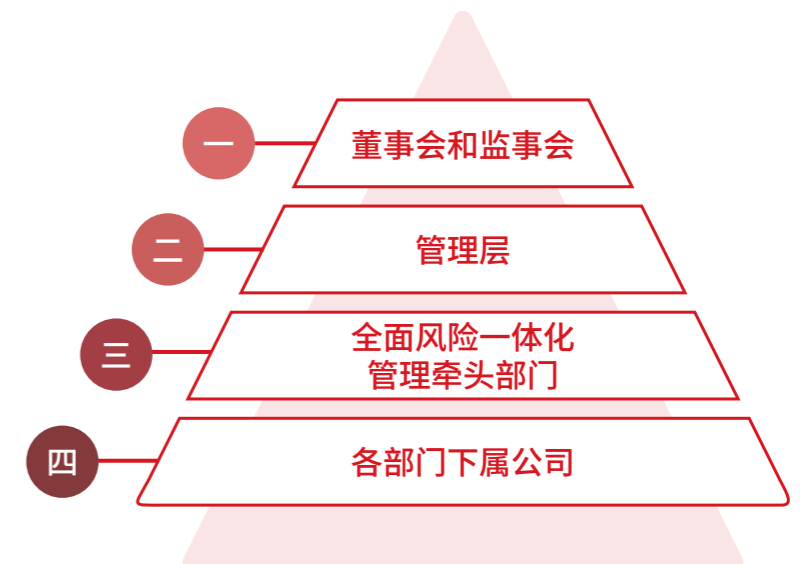 一
董事会和监事会
二
管理层
三
全面风险一体化
管理牵头部门
四
各部门下属公司